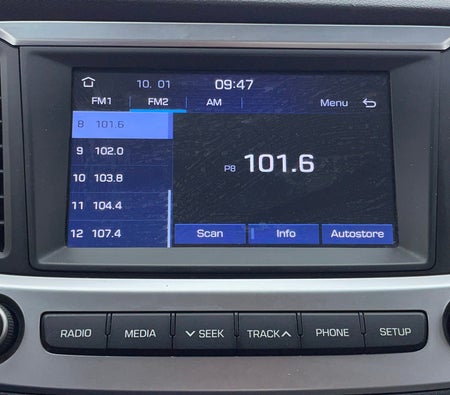 10. 01 09:47
FM1 FM2 AM Menu
8 101.6
9 102.0
10 103.8
11 104.4
12 107.4
P8 101.6
Scan Info Autostore
RADIO MEDIA SEEK TRACK PHONE SETUP